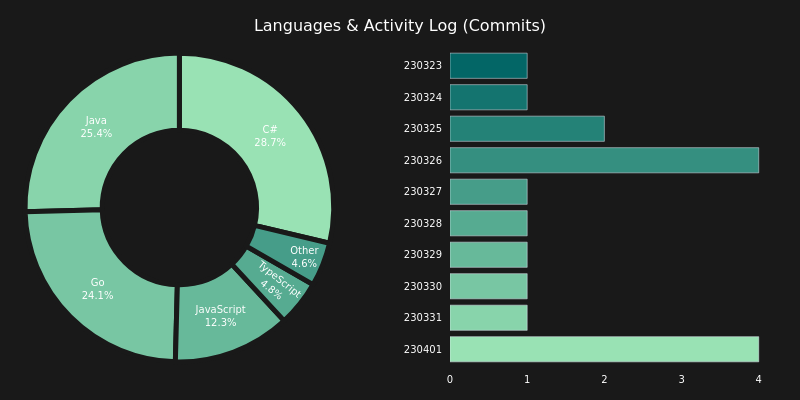 Languages & Activity Log (Commits)
C#
28.7%
Java
25.4%
Go
24.1%
JavaScript
12.3%
TypeScript
4.8%
Other
4.6%
230323
230324
230325
230326
230327
230328
230329
230330
230331
230401
0 1 2 3 4